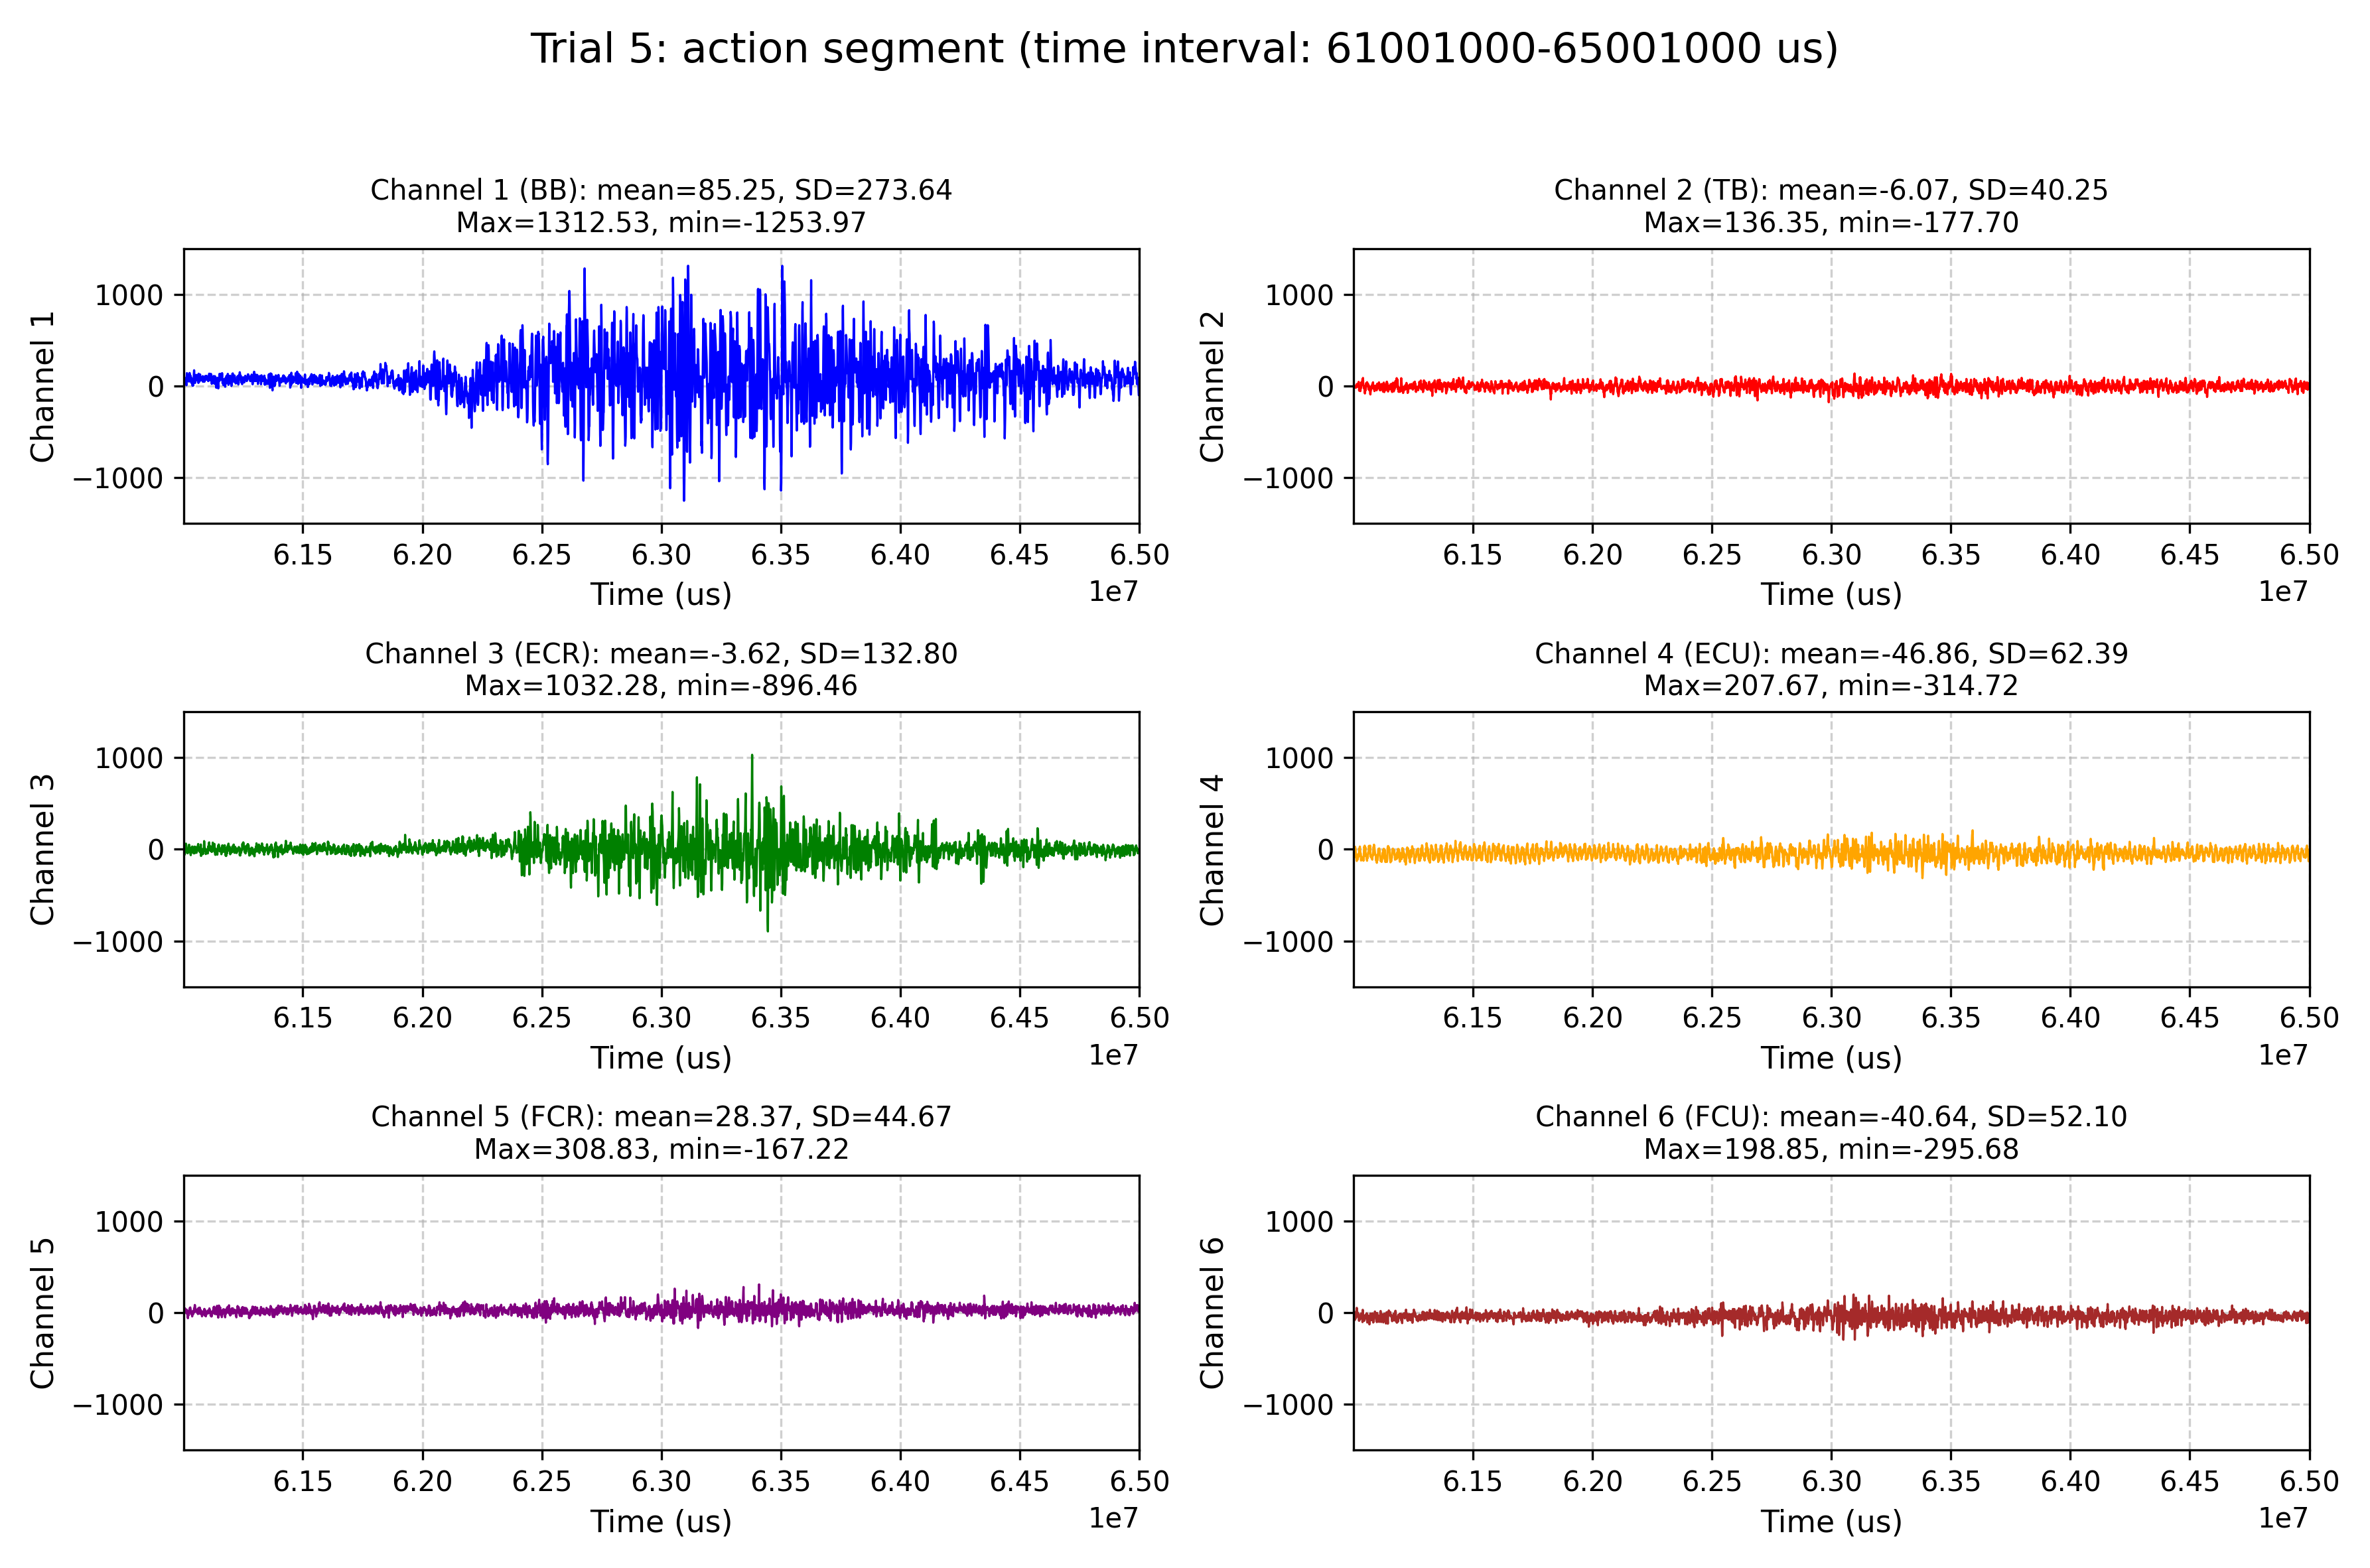 Trial 5: action segment (time interval: 61001000-65001000 us)
Channel 1 (BB): mean=85.25, SD=273.64
Max=1312.53, min=-1253.97
Channel 1
1000
0
−1000
6.15 6.20 6.25 6.30 6.35 6.40 6.45 6.50
Time (us)
1e7
Channel 2 (TB): mean=-6.07, SD=40.25
Max=136.35, min=-177.70
Channel 2
1000
0
−1000
6.15 6.20 6.25 6.30 6.35 6.40 6.45 6.50
Time (us)
1e7
Channel 3 (ECR): mean=-3.62, SD=132.80
Max=1032.28, min=-896.46
Channel 3
1000
0
−1000
6.15 6.20 6.25 6.30 6.35 6.40 6.45 6.50
Time (us)
1e7
Channel 4 (ECU): mean=-46.86, SD=62.39
Max=207.67, min=-314.72
Channel 4
1000
0
−1000
6.15 6.20 6.25 6.30 6.35 6.40 6.45 6.50
Time (us)
1e7
Channel 5 (FCR): mean=28.37, SD=44.67
Max=308.83, min=-167.22
Channel 5
1000
0
−1000
6.15 6.20 6.25 6.30 6.35 6.40 6.45 6.50
Time (us)
1e7
Channel 6 (FCU): mean=-40.64, SD=52.10
Max=198.85, min=-295.68
Channel 6
1000
0
−1000
6.15 6.20 6.25 6.30 6.35 6.40 6.45 6.50
Time (us)
1e7